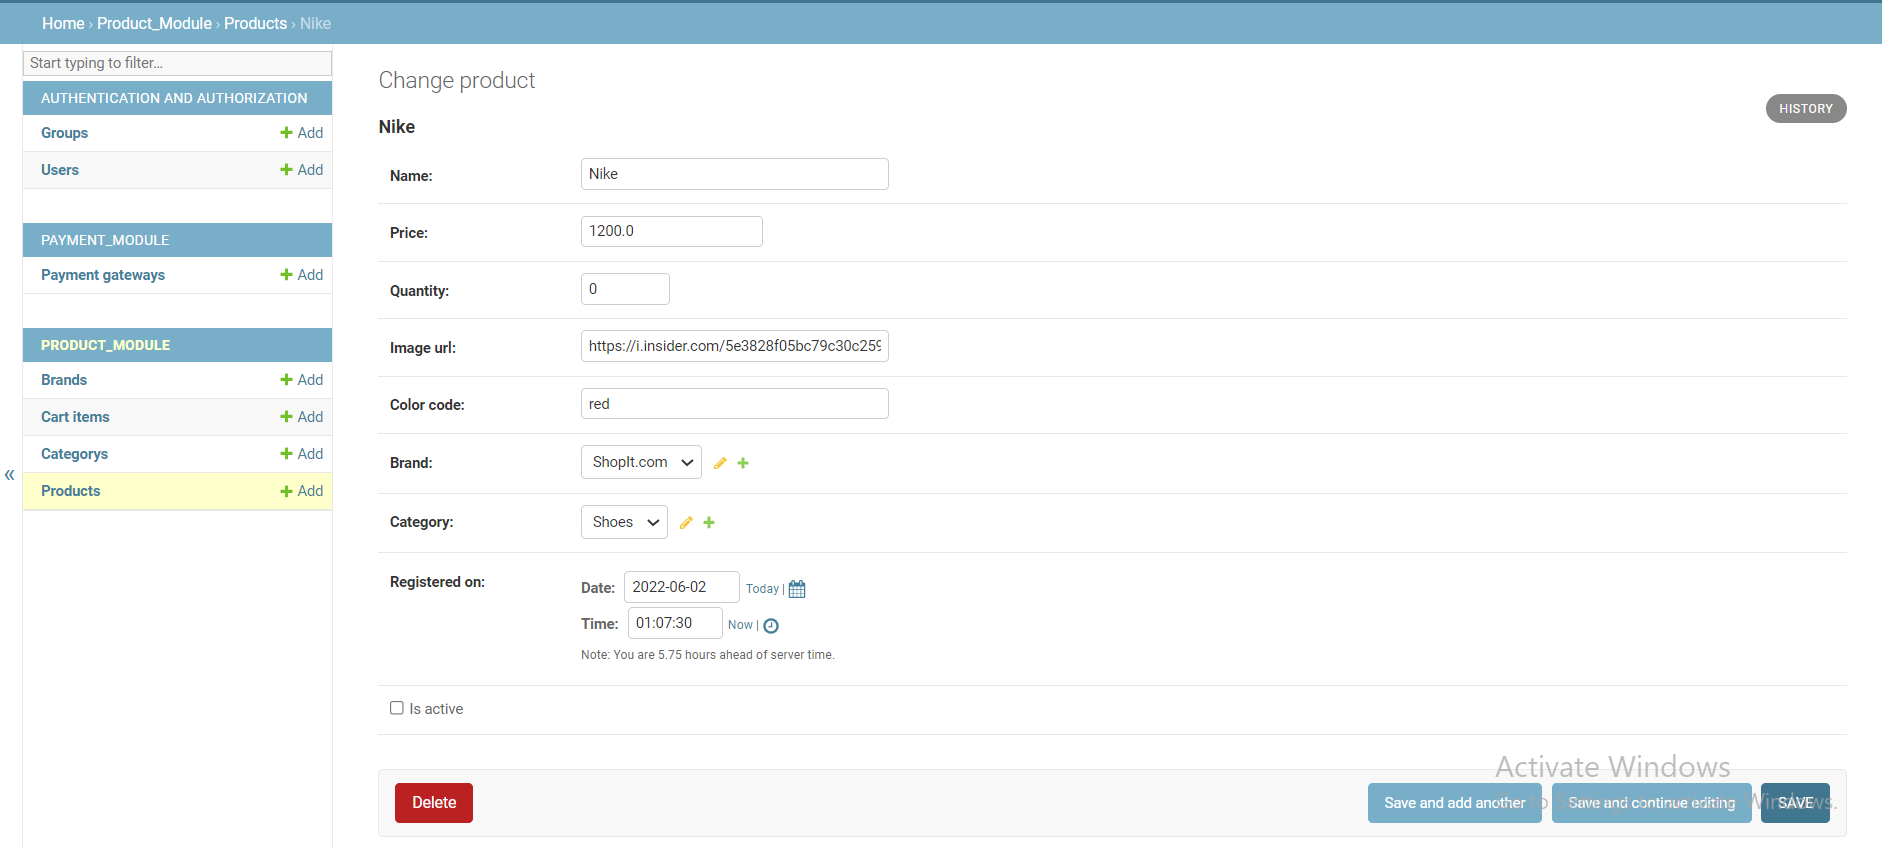 Home › Product_Module › Products › Nike
Start typing to filter...
AUTHENTICATION AND AUTHORIZATION
Groups Add
Users Add
PAYMENT_MODULE
Payment gateways Add
PRODUCT_MODULE
Brands Add
Cart items Add
Categorys Add
Products Add
«
Change product
HISTORY
Nike
Name: Nike
Price: 1200.0
Quantity: 0
Image url: https://i.insider.com/5e3828f05bc79c30c259
Color code: red
Brand: ShopIt.com
Category: Shoes
Registered on: Date: 2022-06-02 Today |
Time: 01:07:30 Now |
Note: You are 5.75 hours ahead of server time.
Is active
Activate Windows
Delete Save and add another Save and continue editing SAVE